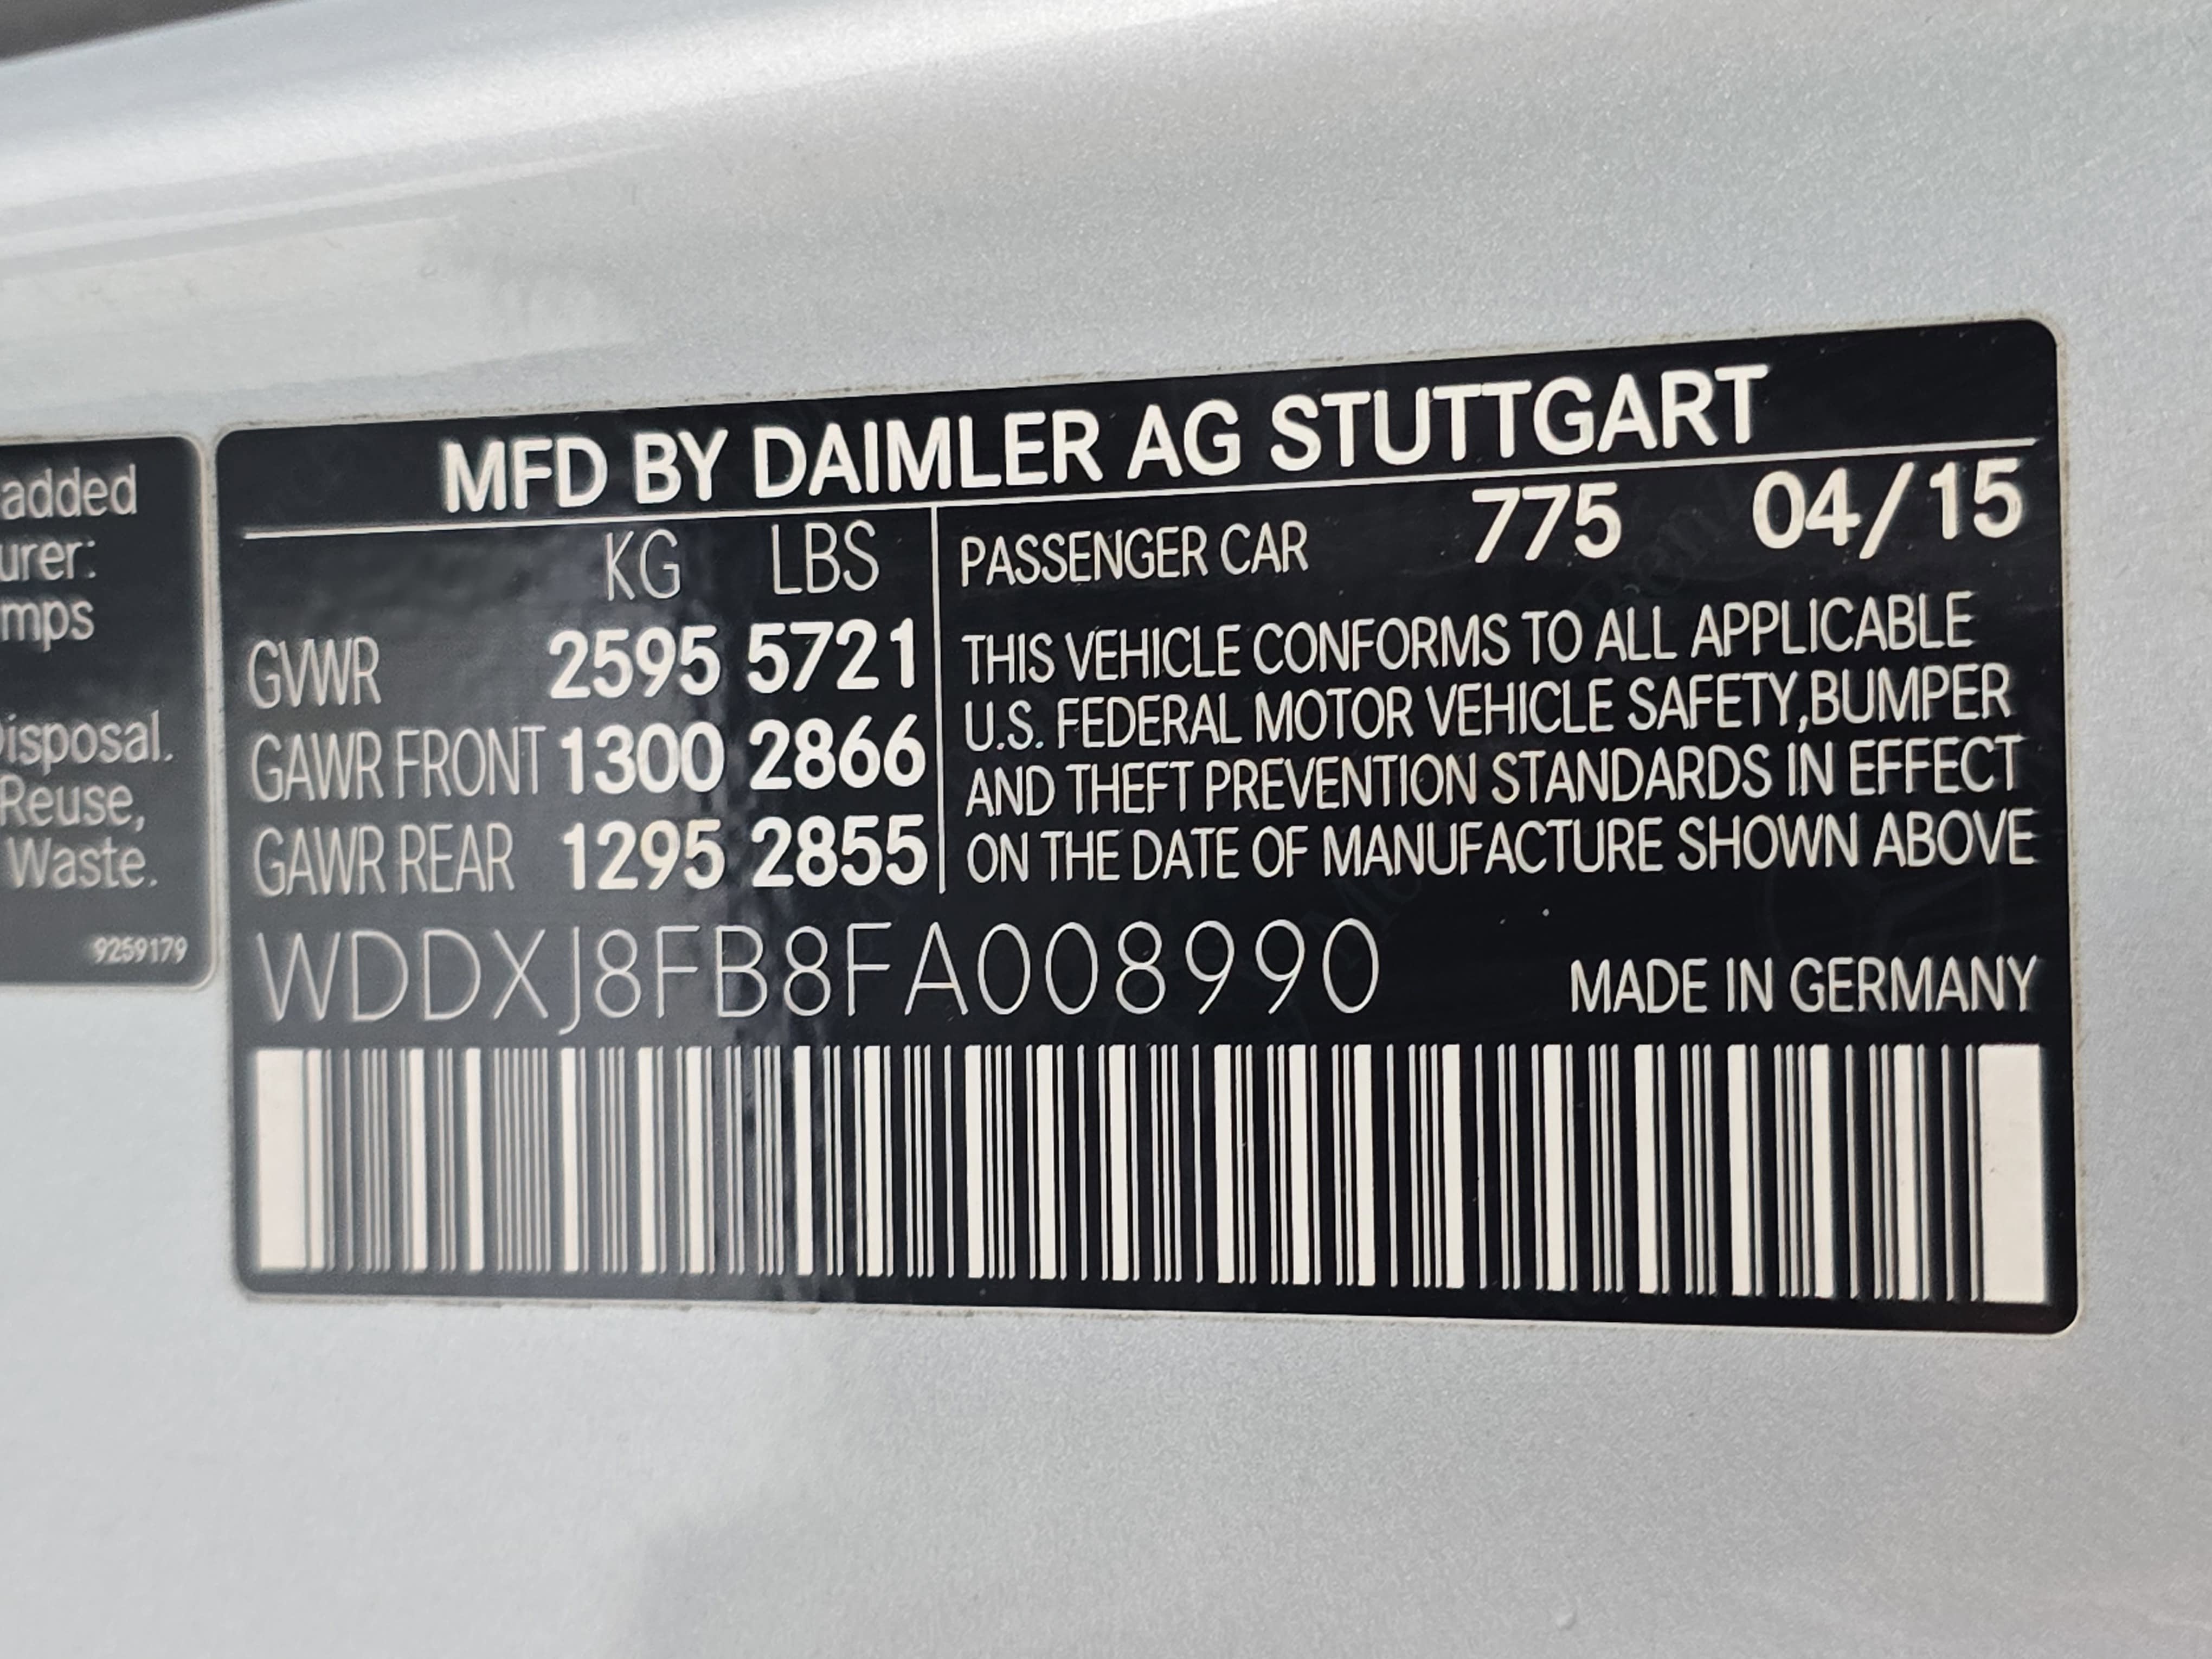 added
urer:
mps
isposal.
Reuse,
Waste.
9259179
MFD BY DAIMLER AG STUTTGART
KG LBS
GVWR 2595 5721
GAWR FRONT 1300 2866
GAWR REAR 1295 2855
PASSENGER CAR 775 04/15
THIS VEHICLE CONFORMS TO ALL APPLICABLE
U.S. FEDERAL MOTOR VEHICLE SAFETY,BUMPER
AND THEFT PREVENTION STANDARDS IN EFFECT
ON THE DATE OF MANUFACTURE SHOWN ABOVE
WDDXJ8FB8FA008990
MADE IN GERMANY